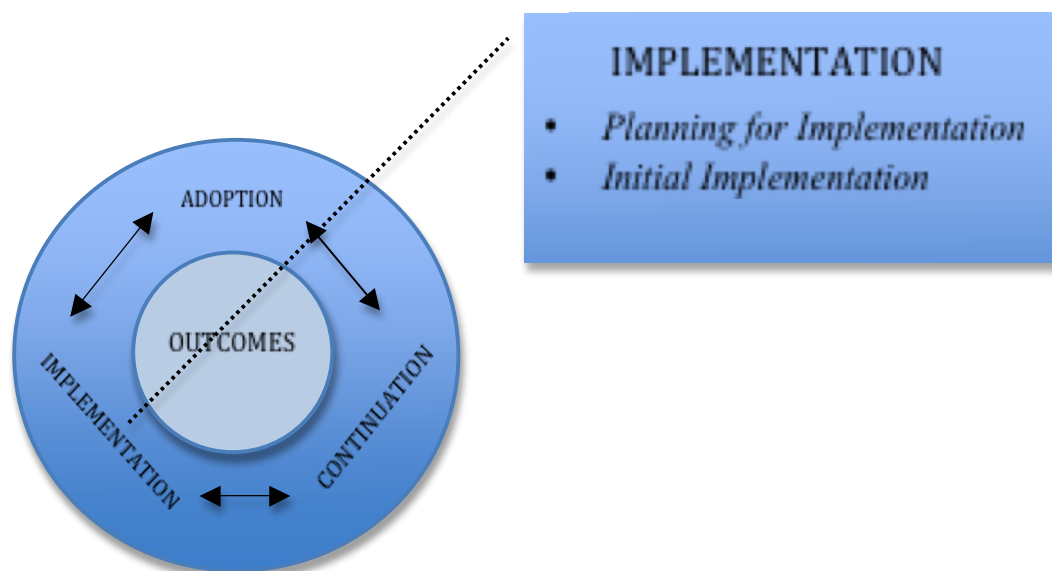 IMPLEMENTATION
• Planning for Implementation
• Initial Implementation
ADOPTION
OUTCOMES
IMPLEMENTATION
CONTINUATION